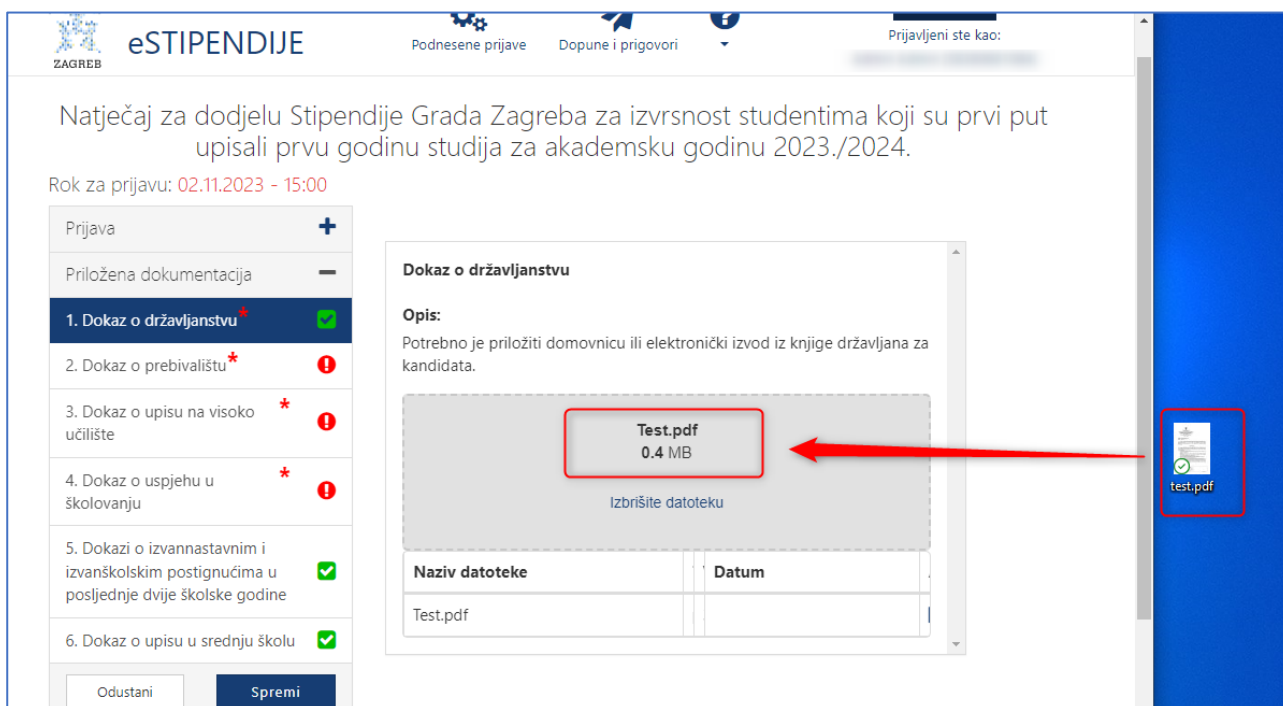 ZAGREB
eSTIPENDIJE
Podnesene prijave
Dopune i prigovori
Prijavljeni ste kao:
Natječaj za dodjelu Stipendije Grada Zagreba za izvrsnost studentima koji su prvi put
upisali prvu godinu studija za akademsku godinu 2023./2024.
Rok za prijavu: 02.11.2023 - 15:00
Prijava
Priložena dokumentacija
1. Dokaz o državljanstvu*
2. Dokaz o prebivalištu*
3. Dokaz o upisu na visoko *
učilište
4. Dokaz o uspjehu u *
školovanju
5. Dokazi o izvannastavnim i
izvanškolskim postignućima u
posljednje dvije školske godine
6. Dokaz o upisu u srednju školu
Odustani
Spremi
Dokaz o državljanstvu
Opis:
Potrebno je priložiti domovnicu ili elektronički izvod iz knjige državljana za
kandidata.
Test.pdf
0.4 MB
Izbrišite datoteku
Naziv datoteke
Datum
Test.pdf
test.pdf